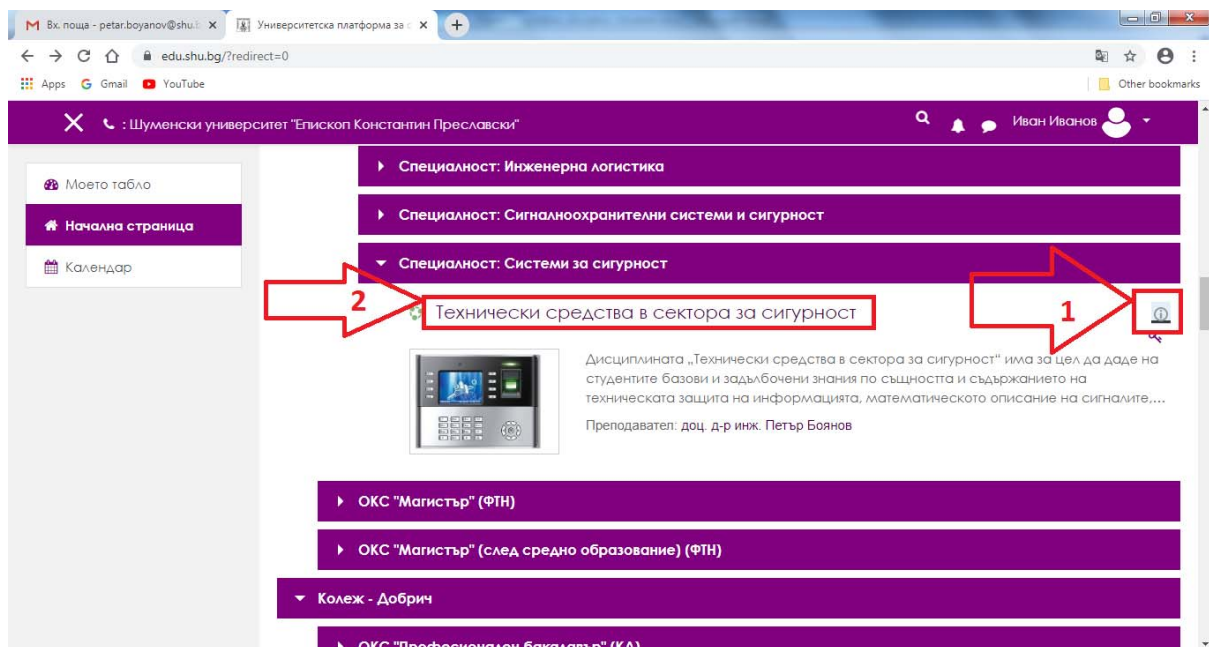 Вх. поща - petar.boyanov@shu.b
Университетска платформа за с
edu.shu.bg/?redirect=0
Apps Gmail YouTube Other bookmarks
: Шуменски университет "Епископ Константин Преславски"
Иван Иванов
Моето табло
Начална страница
Календар
Специалност: Инженерна логистика
Специалност: Сигналноохранителни системи и сигурност
Специалност: Системи за сигурност
2
Технически средства в сектора за сигурност
1
Дисциплината „Технически средства в сектора за сигурност“ има за цел да даде на
студентите базови и задълбочени знания по същността и съдържанието на
техническата защита на информацията, математическото описание на сигналите,...
Преподавател: доц. д-р инж. Петър Боянов
ОКС "Магистър" (ФТН)
ОКС "Магистър" (след средно образование) (ФТН)
Колеж - Добрич
ОКС "Професионален бакалавър" (КД)